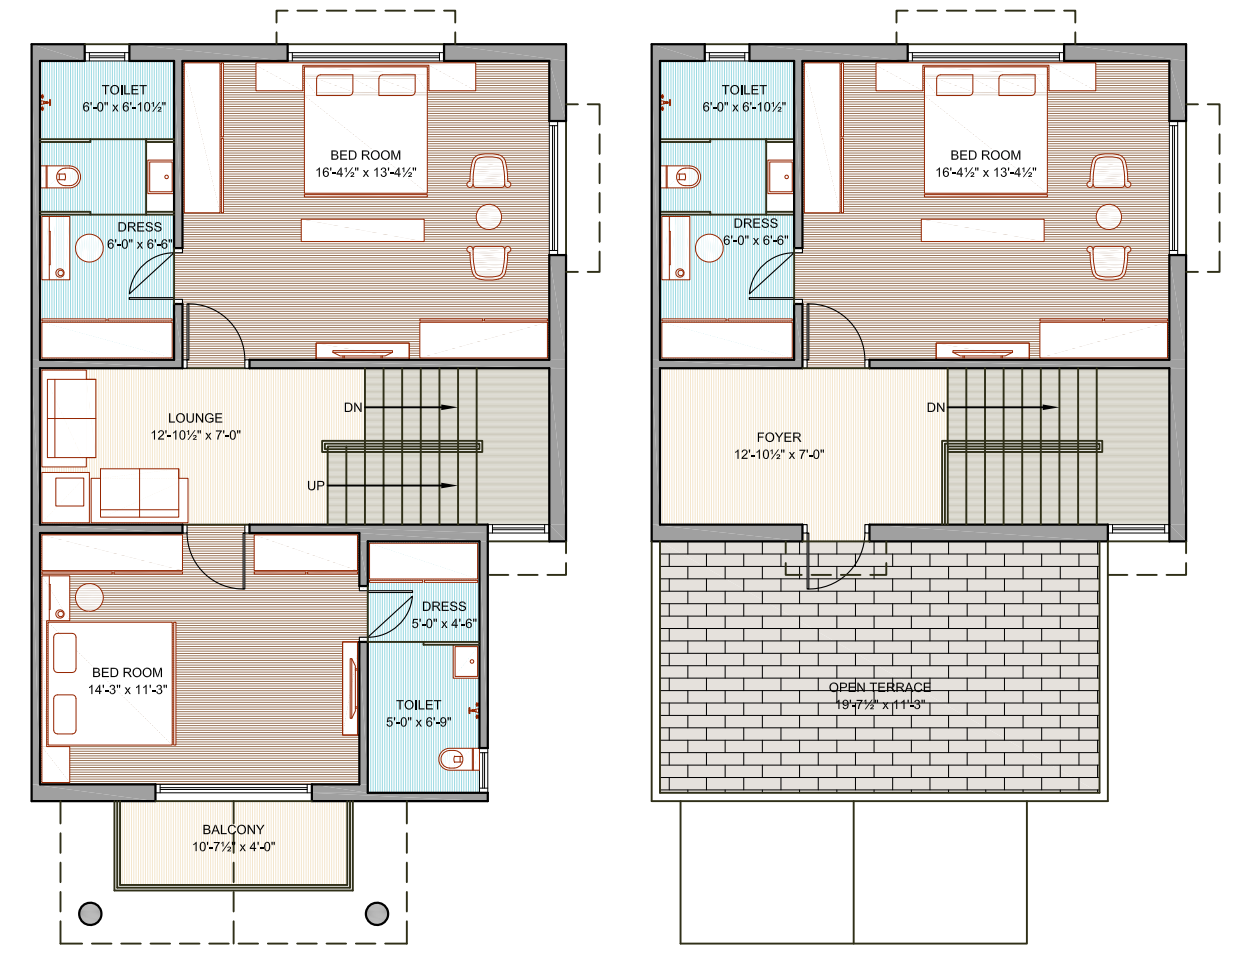 TOILET
6'-0" x 6'-10½"
BED ROOM
16'-4½" x 13'-4½"
DRESS
6'-0" x 6'-6"
LOUNGE
12'-10½" x 7'-0"
DN
UP
BED ROOM
14'-3" x 11'-3"
DRESS
5'-0" x 4'-6"
TOILET
5'-0" x 6'-9"
BALCONY
10'-7½" x 4'-0"
TOILET
6'-0" x 6'-10½"
BED ROOM
16'-4½" x 13'-4½"
DRESS
6'-0" x 6'-6"
FOYER
12'-10½" x 7'-0"
DN
OPEN TERRACE
19'-7½" x 11'-3"